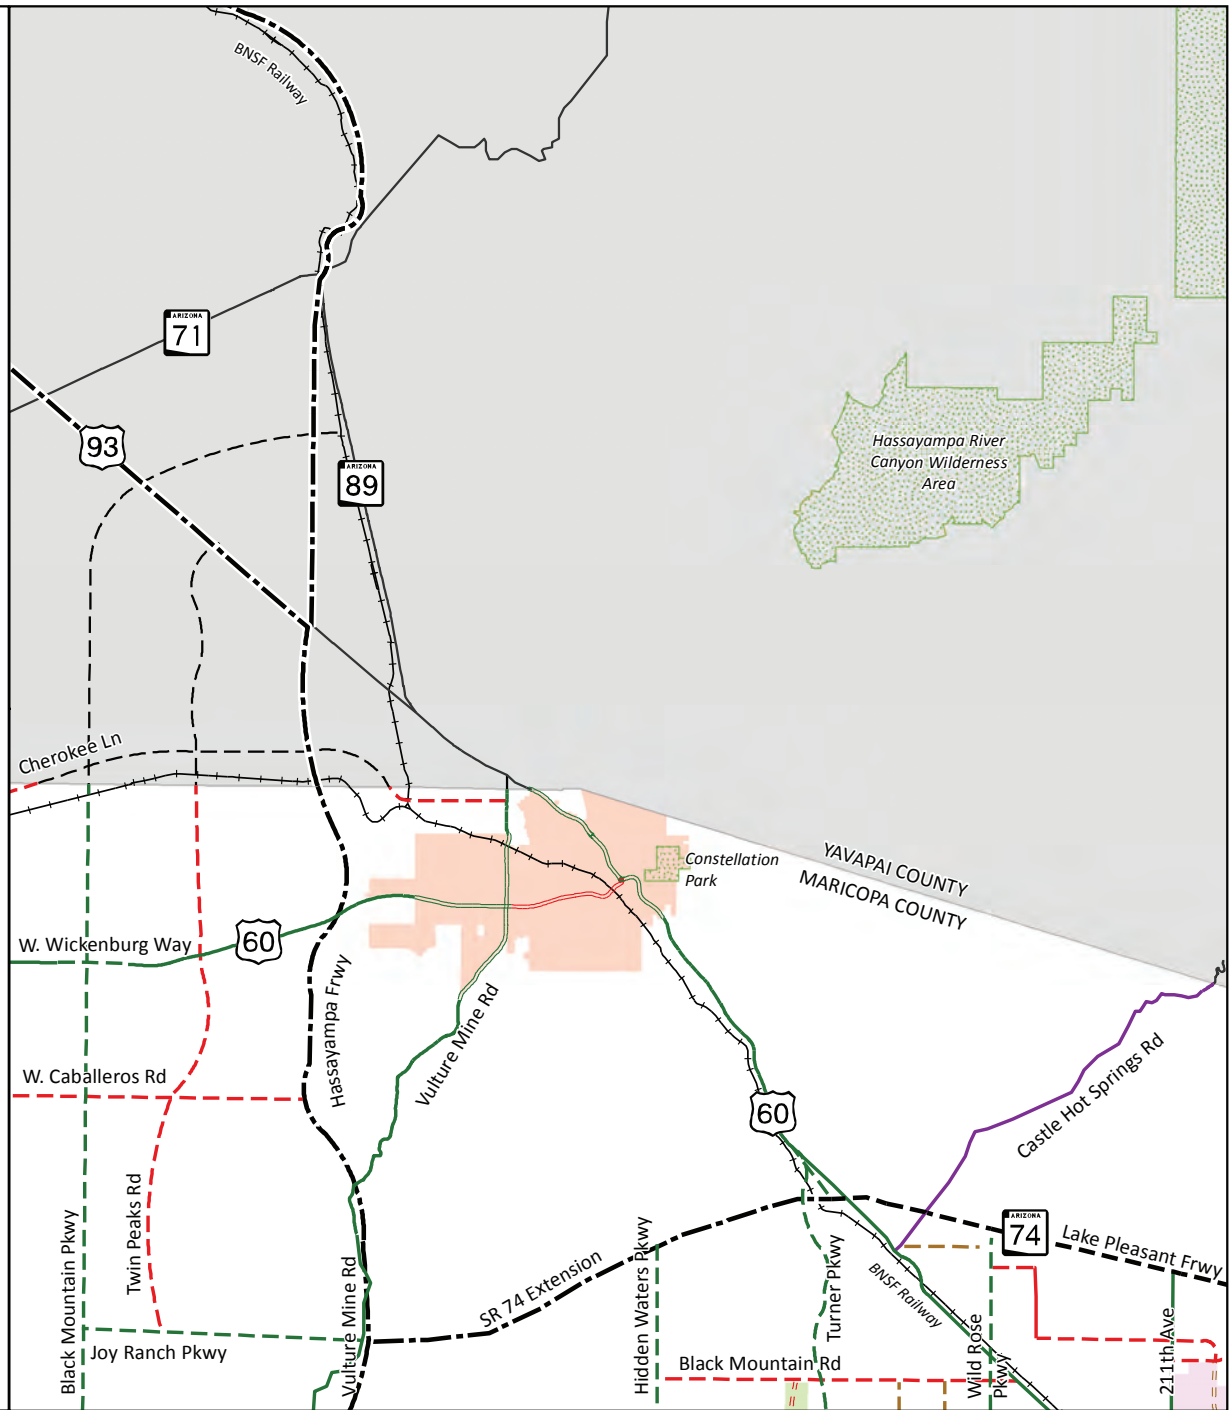 BNSF Railway
ARIZONA
71
93
ARIZONA
89
Hassayampa River
Canyon Wilderness
Area
Cherokee Ln
Constellation
Park
YAVAPAI COUNTY
MARICOPA COUNTY
W. Wickenburg Way
60
Hassayampa Frwy
Vulture Mine Rd
W. Caballeros Rd
60
Castle Hot Springs Rd
Twin Peaks Rd
Black Mountain Pkwy
ARIZONA
74
Lake Pleasant Frwy
SR 74 Extension
Hidden Waters Pkwy
Turner Pkwy
BNSF Railway
Vulture Mine Rd
Joy Ranch Pkwy
Black Mountain Rd
Wild Rose
Pkwy
211th Ave